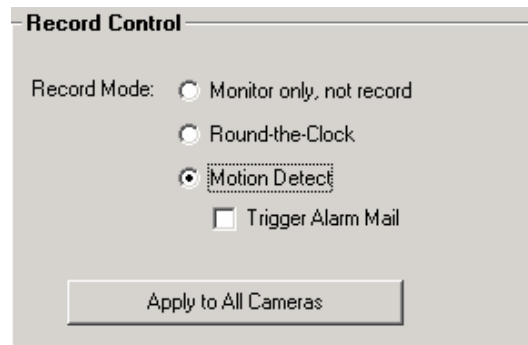 Record Control
Record Mode: Monitor only, not record
Round-the-Clock
Motion Detect
Trigger Alarm Mail
Apply to All Cameras